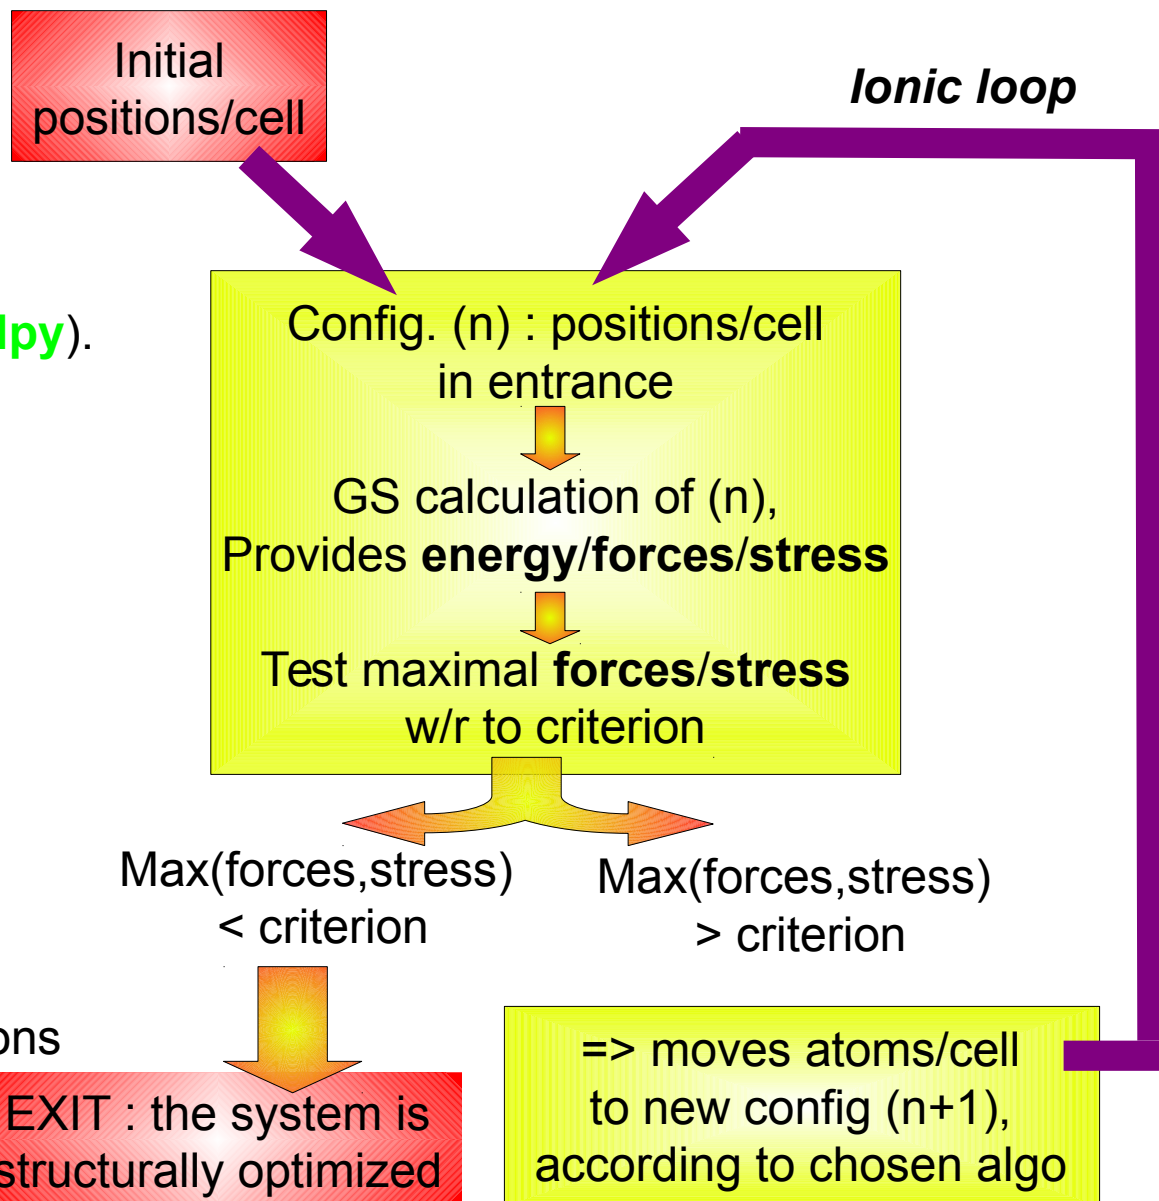 Initial
positions/cell
Ionic loop
lpy).
Config. (n) : positions/cell
in entrance
GS calculation of (n),
Provides energy/forces/stress
Test maximal forces/stress
w/r to criterion
Max(forces,stress)
< criterion
Max(forces,stress)
> criterion
ons
EXIT : the system is
structurally optimized
=> moves atoms/cell
to new config (n+1),
according to chosen algo